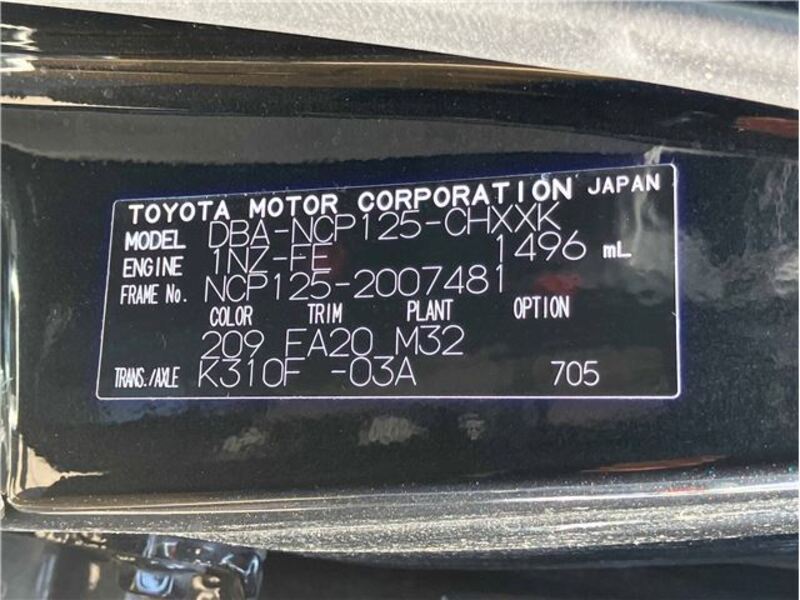 TOYOTA MOTOR CORPORATION JAPAN
MODEL DBA-NCP125-CHXXK
ENGINE 1NZ-FE 1496 mL
FRAME No. NCP125-2007481
COLOR TRIM PLANT OPTION
209 FA20 M32
TRANS./AXLE K310F -03A 705